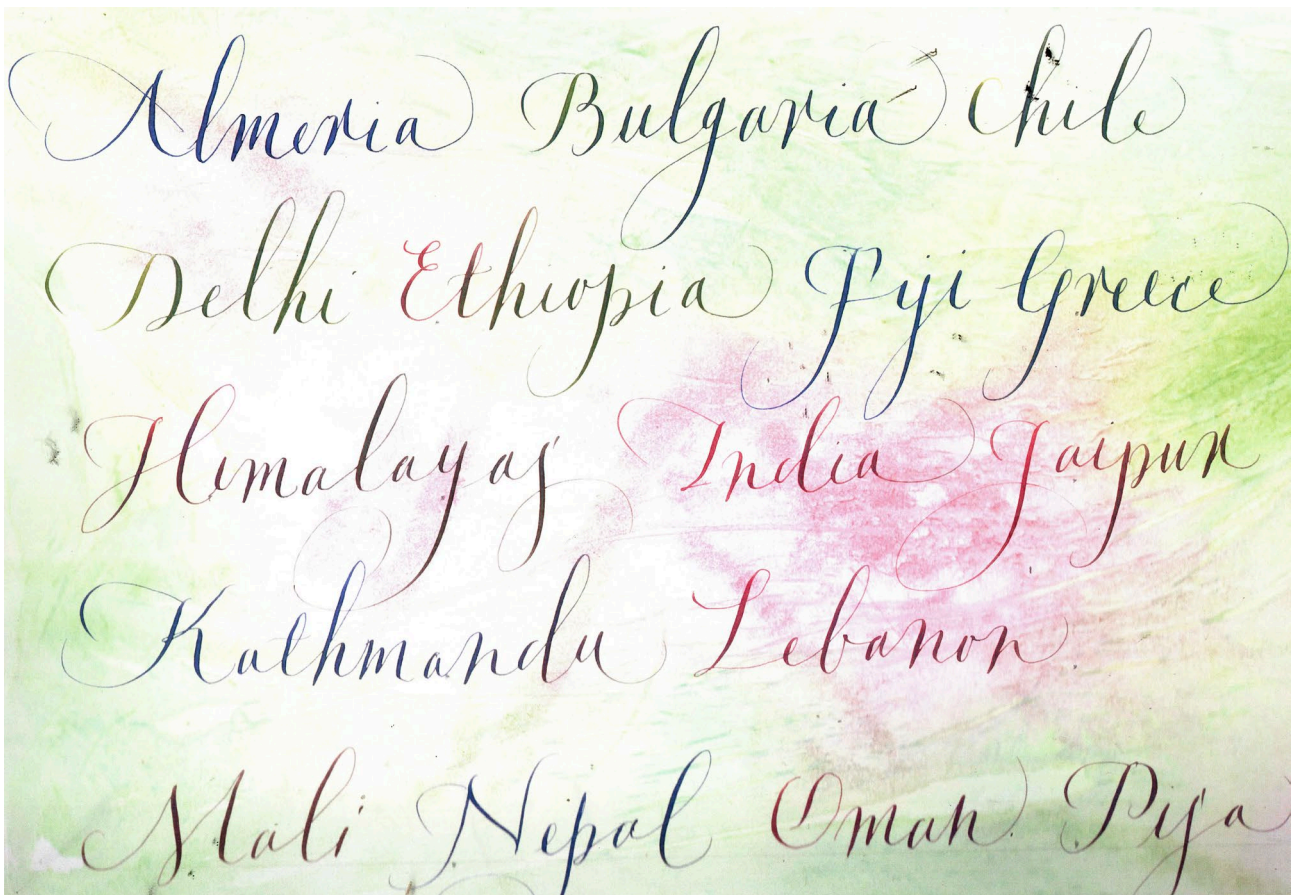 Almeria Bulgaria Chile
Delhi Ethiopia Fiji Greece
Himalayas India Jaipur
Kathmandu Lebanon
Mali Nepal Oman Pisa